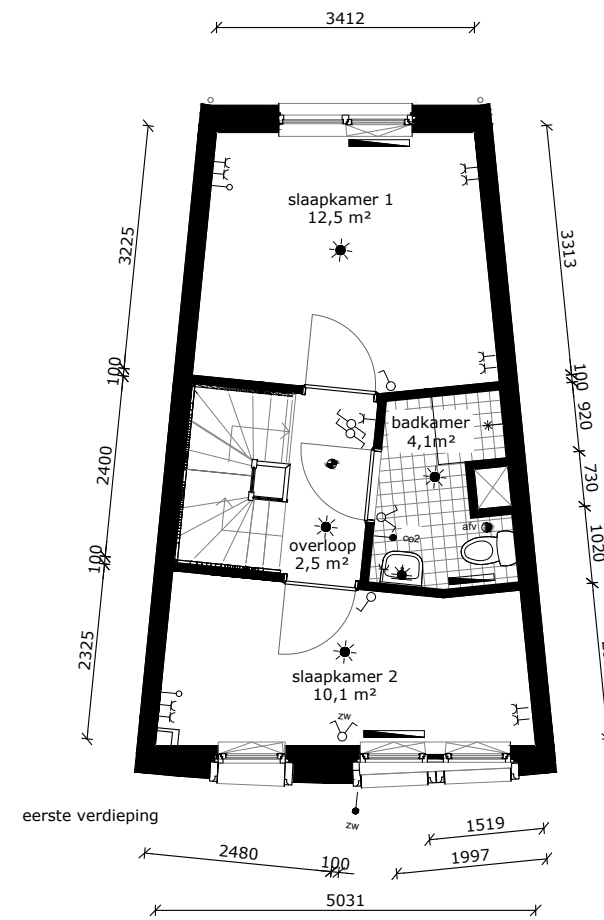 3412
3225
3313
slaapkamer 1
12,5 m²
100
100
920
badkamer
4,1m²
2400
730
afv
co2
1020
overloop
2,5 m²
100
2325
slaapkamer 2
10,1 m²
zw
zw
eerste verdieping
1519
2480
100
1997
5031